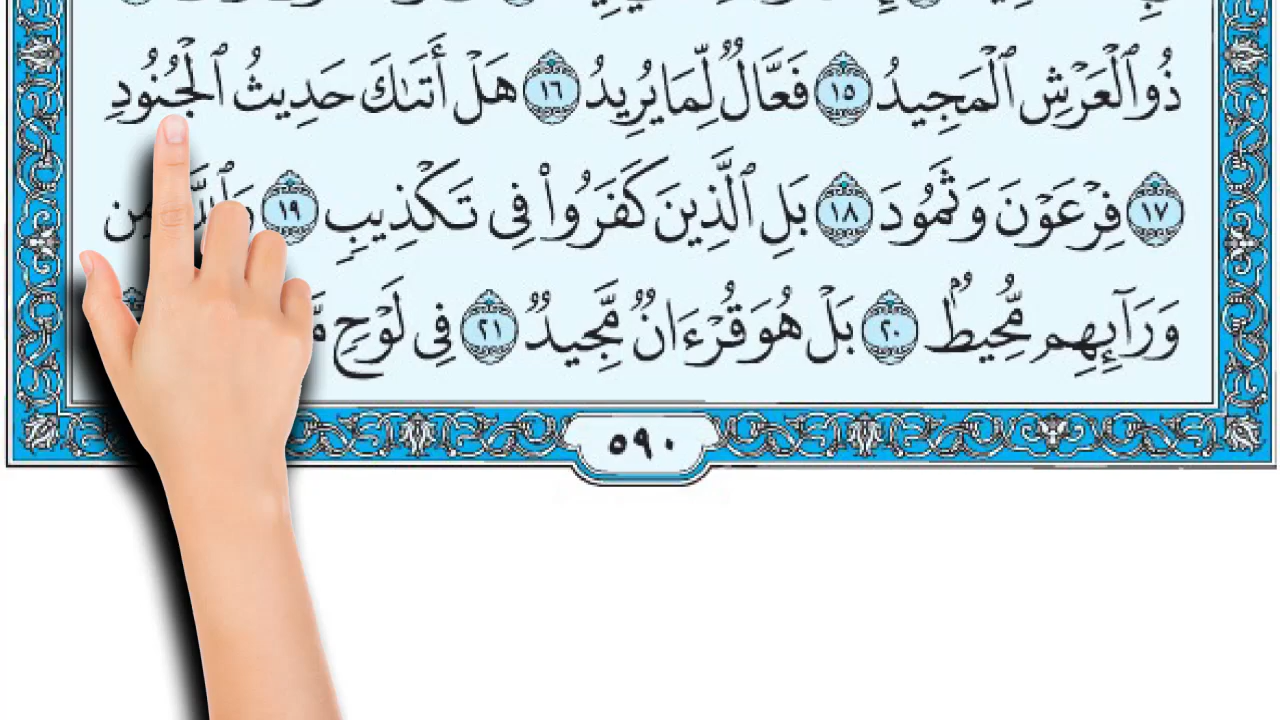 ذُو ٱلْعَرْشِ ٱلْمَجِيدُ ١٥ فَعَّالٌ لِّمَا يُرِيدُ ١٦ هَلْ أَتَىٰكَ حَدِيثُ ٱلْجُنُودِ
١٧ فِرْعَوْنَ وَثَمُودَ ١٨ بَلِ ٱلَّذِينَ كَفَرُوا۟ فِى تَكْذِيبٍ ١٩ مِن
وَرَآئِهِم مُّحِيطٌۢ ٢٠ بَلْ هُوَ قُرْءَانٌ مَّجِيدٌ ٢١ فِى لَوْحٍ
٥٩٠